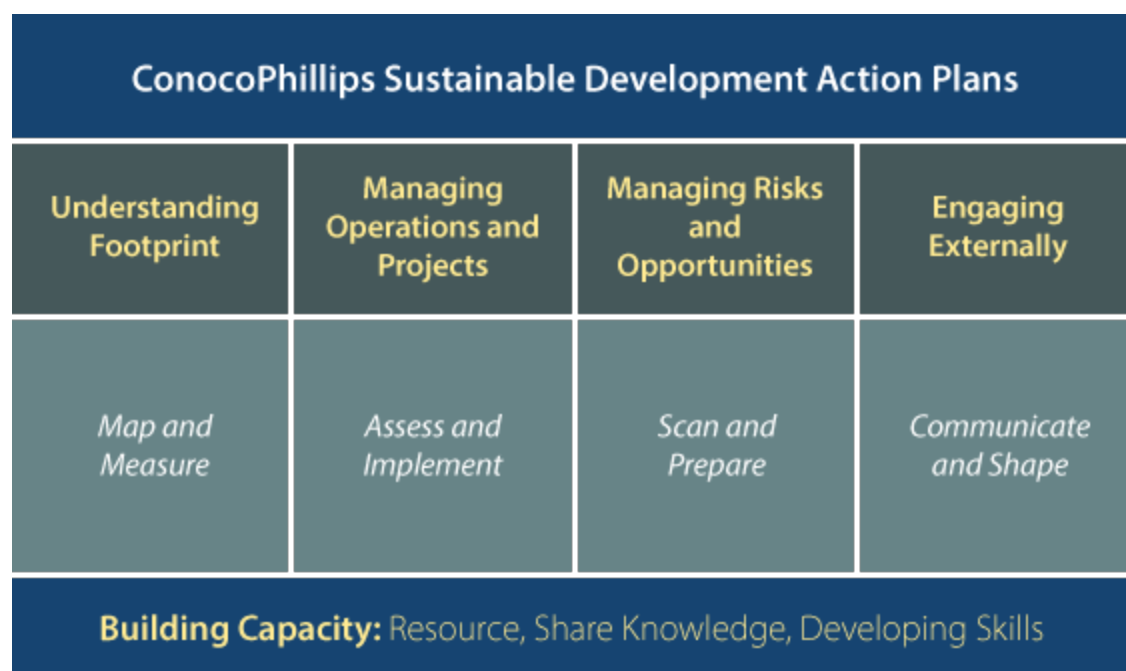 ConocoPhillips Sustainable Development Action Plans
Understanding
Footprint
Managing
Operations and
Projects
Managing Risks
and
Opportunities
Engaging
Externally
Map and
Measure
Assess and
Implement
Scan and
Prepare
Communicate
and Shape
Building Capacity: Resource, Share Knowledge, Developing Skills